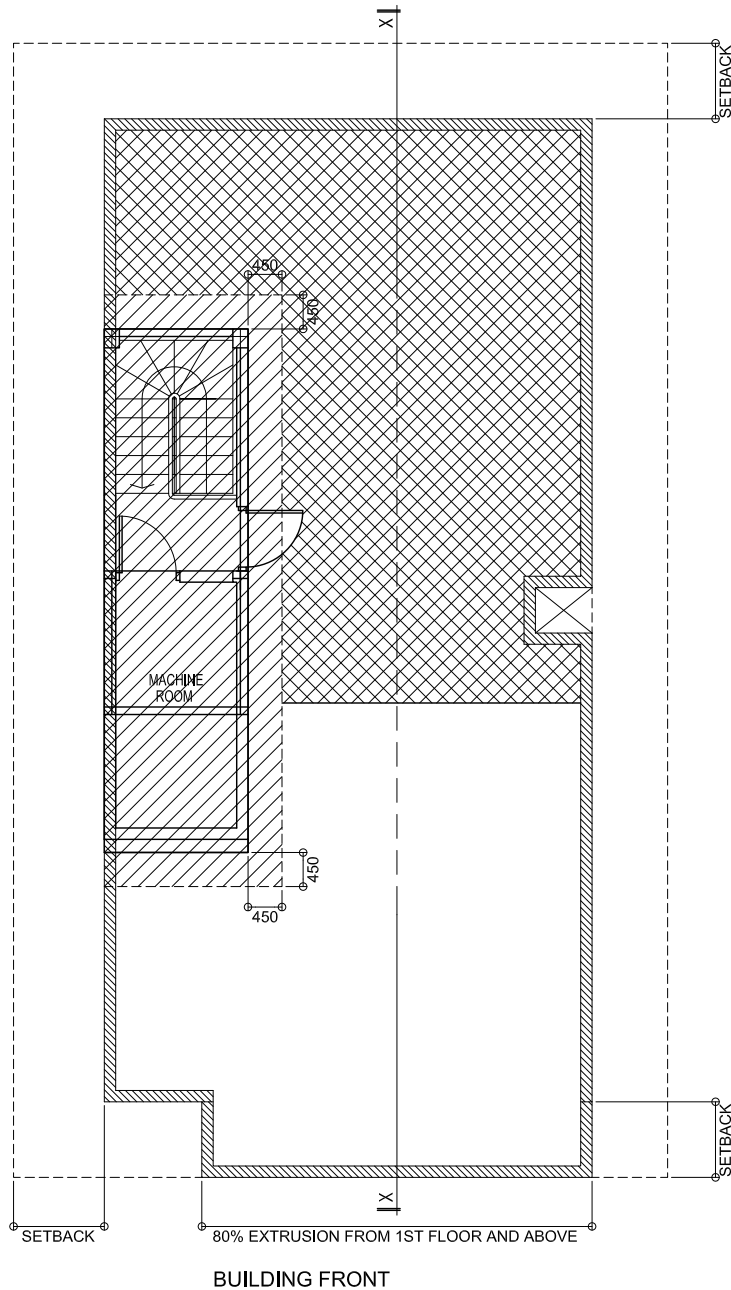 X
SETBACK
450
450
MACHINE
ROOM
450
450
SETBACK
X
SETBACK
80% EXTRUSION FROM 1ST FLOOR AND ABOVE
BUILDING FRONT